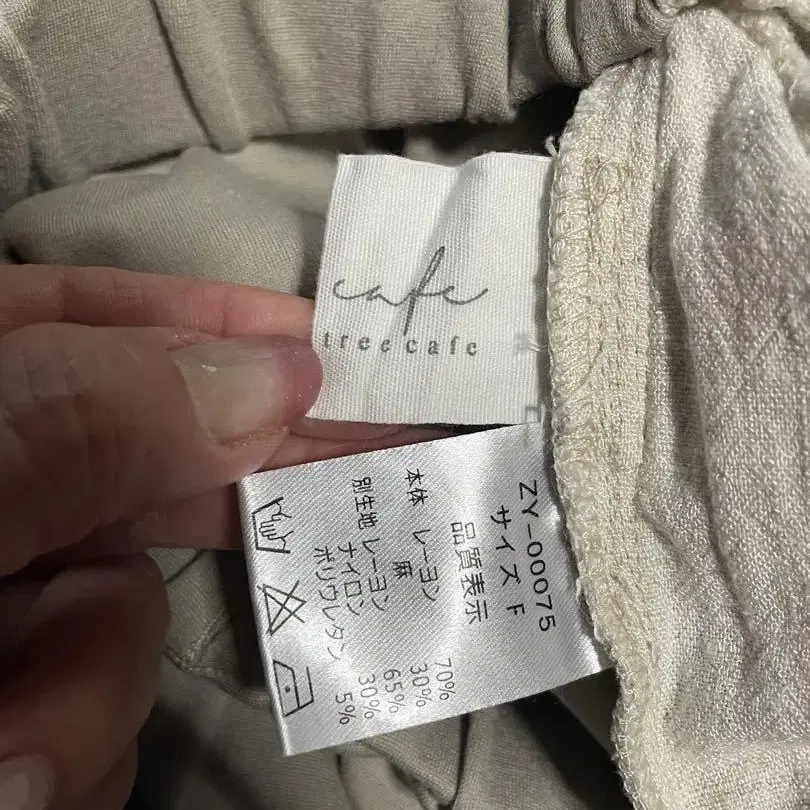 cafe
tree cafe
ZY-00075
サイズ F
品質表示
本体 レーヨン 70%
麻 30%
別生地 レーヨン 65%
ナイロン 30%
ポリウレタン 5%